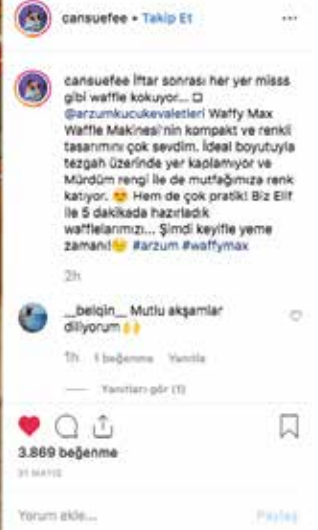 cansuefee • Takip Et
cansuefee İftar sonrası her yer misss
gibi waffle kokuyor...
@arzumkucukevaletleri Waffy Max
Waffle Makinesi'nin kompakt ve renkli
tasarımını çok sevdim. İdeal boyutuyla
tezgah üzerinde yer kaplamıyor ve
Mürdüm rengi ile de mutfağımıza renk
katıyor. 😍 Hem de çok pratik! Biz Elif
ile 5 dakikada hazırladık
wafflelarımızı... Şimdi keyifle yeme
zamanı!😉 #arzum #waffymax
2h
__belqin__ Mutlu akşamlar
diliyorum 🙌
1h 1 beğenme Yanıtla
Yanıtları gör (1)
3.869 beğenme
31 MAYIS
Yorum ekle...
Paylaş